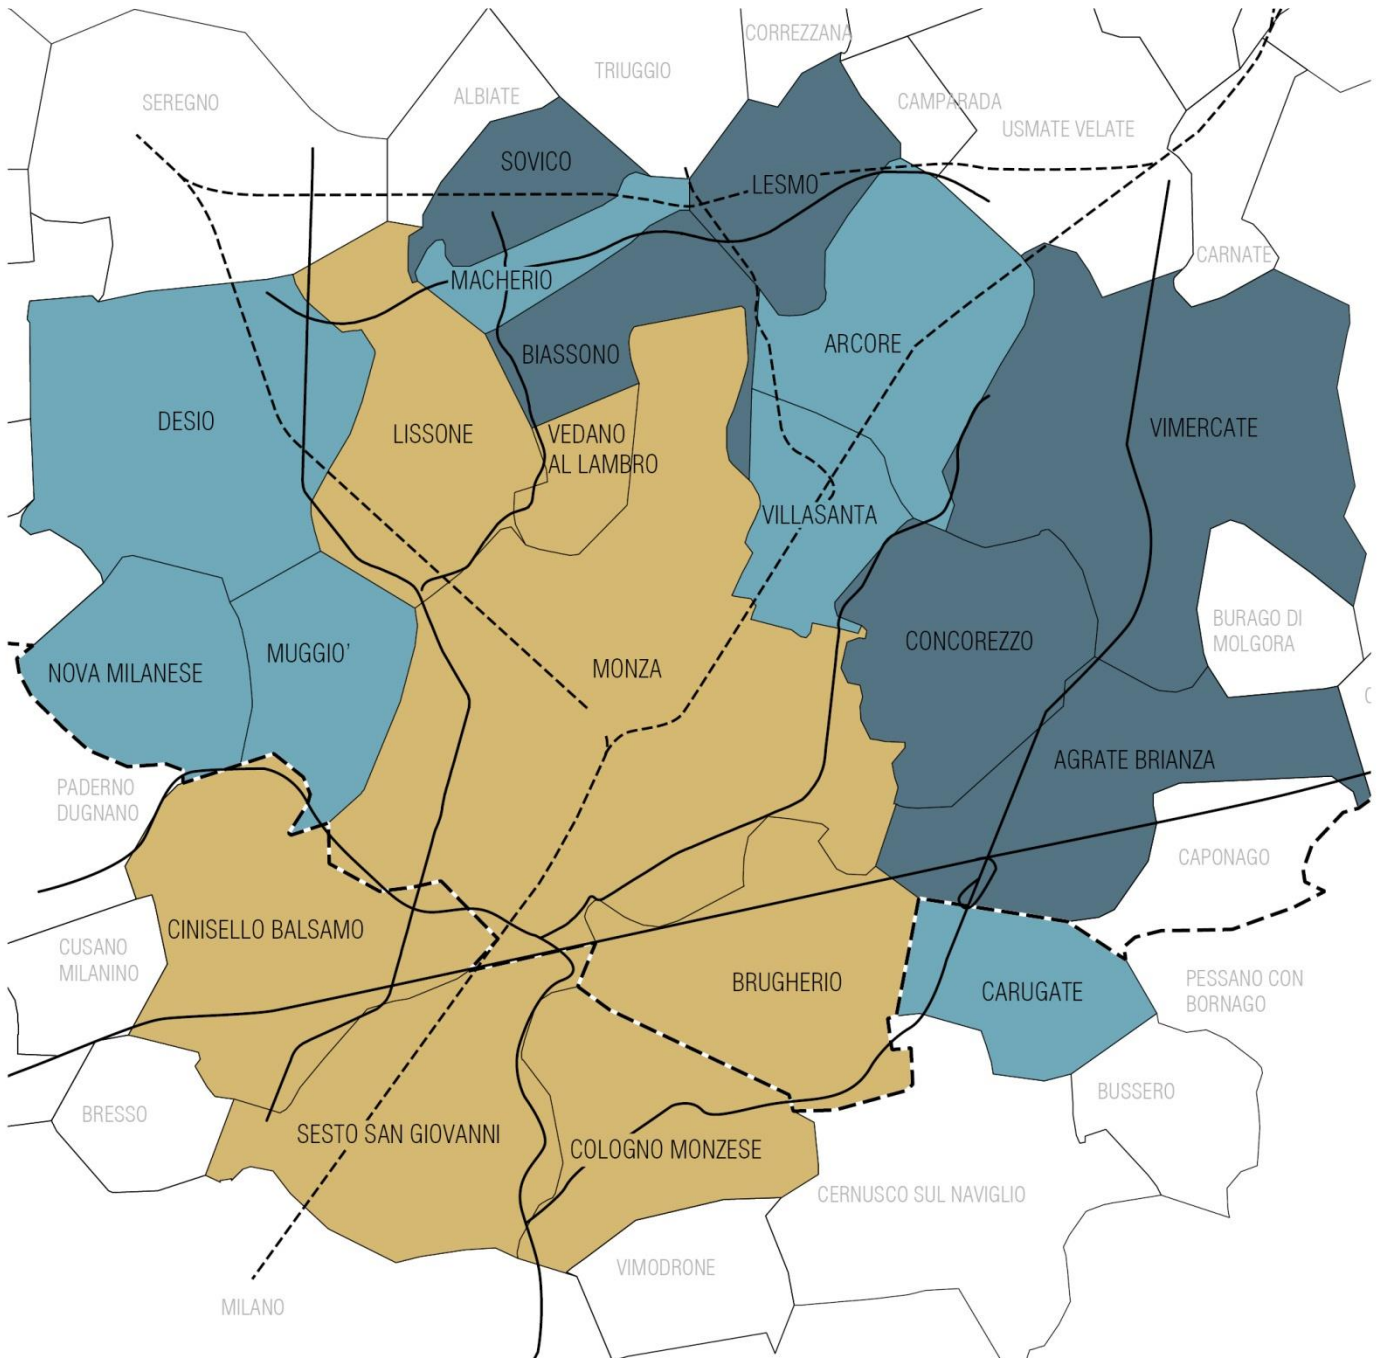 CORREZZANA
TRIUGGIO
ALBIATE
SEREGNO
CAMPARADA
USMATE VELATE
SOVICO
LESMO
CARNATE
MACHERIO
ARCORE
BIASSONO
DESIO
LISSONE
VEDANO
AL LAMBRO
VIMERCATE
VILLASANTA
BURAGO DI
MOLGORA
CONCOREZZO
MUGGIO’
NOVA MILANESE
MONZA
AGRATE BRIANZA
PADERNO
DUGNANO
CAPONAGO
CINISELLO BALSAMO
CUSANO
MILANINO
BRUGHERIO
CARUGATE
PESSANO CON
BORNAGO
BUSSERO
BRESSO
SESTO SAN GIOVANNI
COLOGNO MONZESE
CERNUSCO SUL NAVIGLIO
VIMODRONE
MILANO